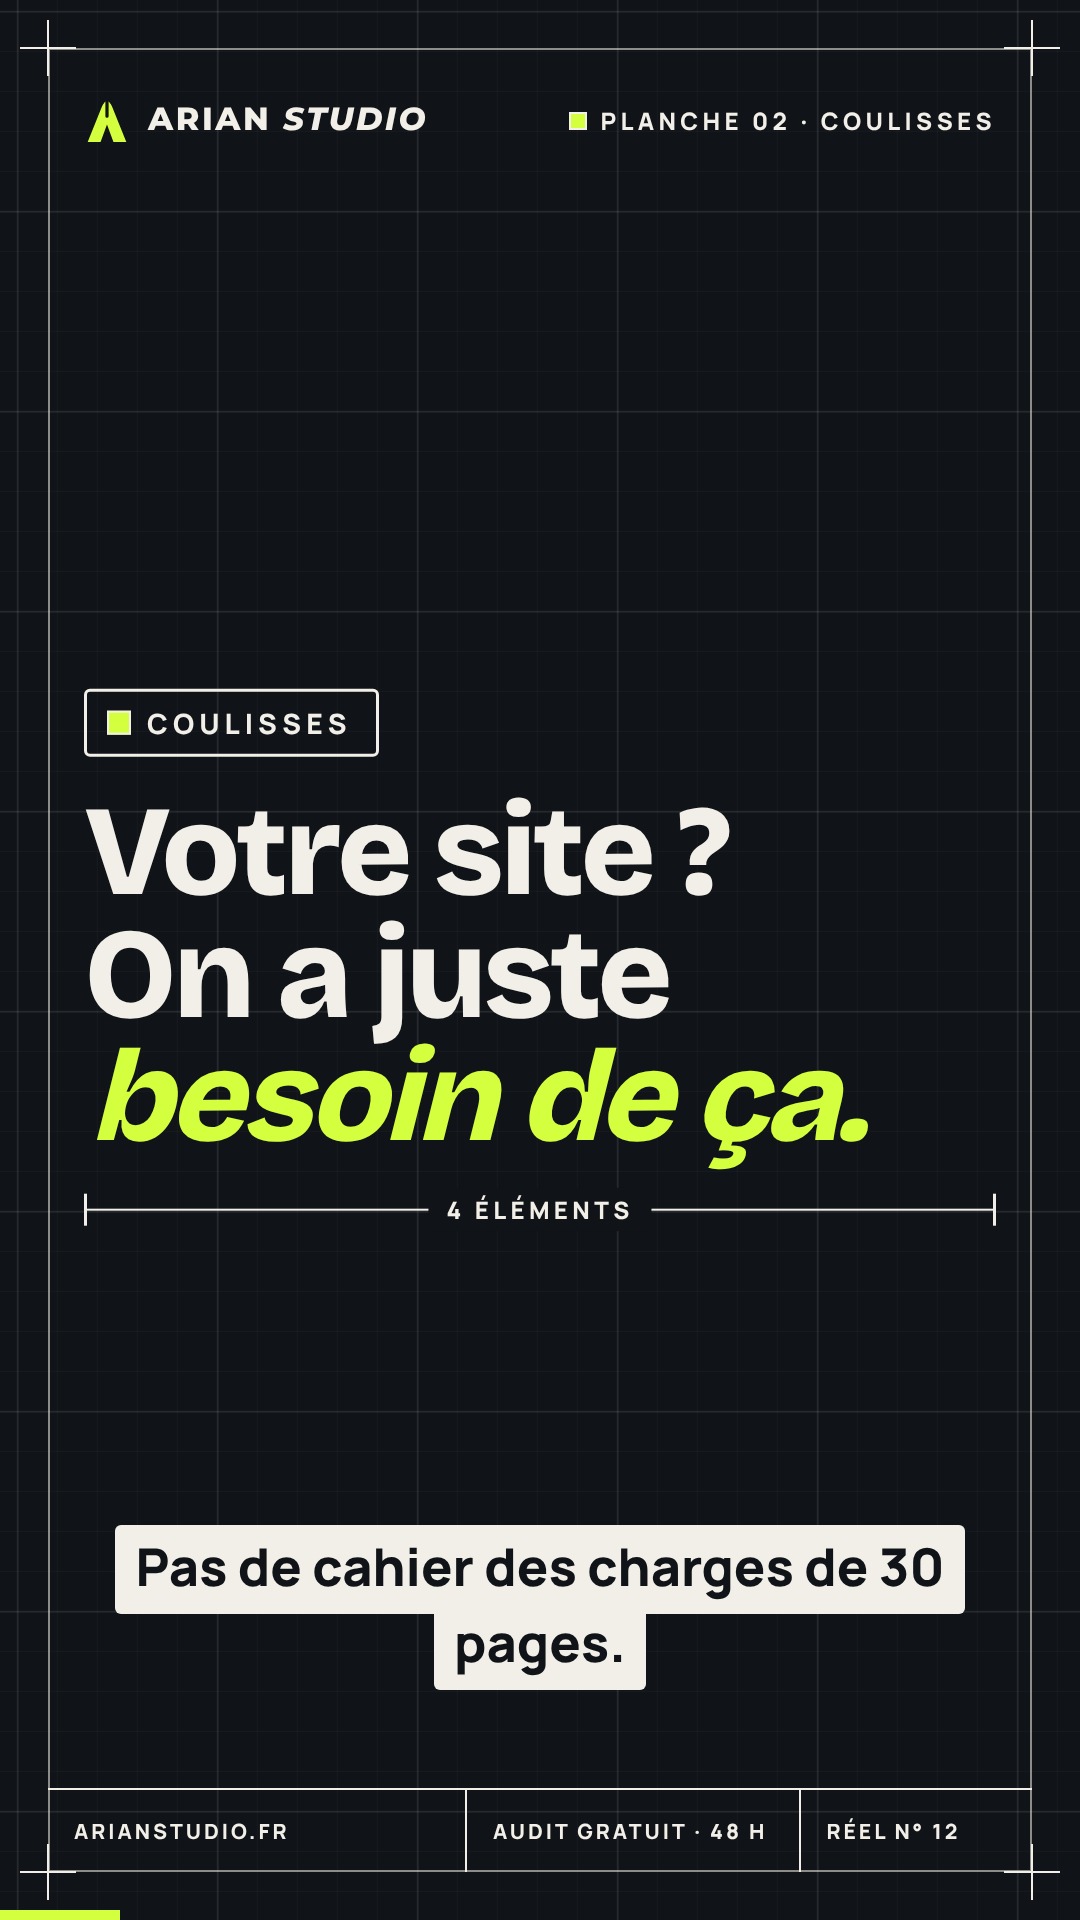 ARIAN STUDIO
PLANCHE 02 · COULISSES
COULISSES
Votre site ?
On a juste
besoin de ça.
4 ÉLÉMENTS
Pas de cahier des charges de 30
pages.
ARIANSTUDIO.FR
AUDIT GRATUIT · 48 H
RÉEL N° 12